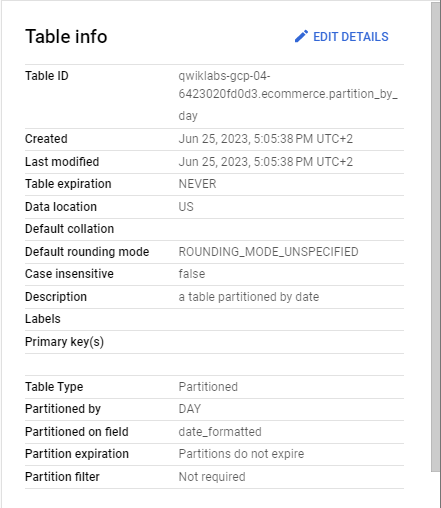 Table info
EDIT DETAILS
Table ID qwiklabs-gcp-04-
6423020fd0d3.ecommerce.partition_by_
day
Created Jun 25, 2023, 5:05:38 PM UTC+2
Last modified Jun 25, 2023, 5:05:38 PM UTC+2
Table expiration NEVER
Data location US
Default collation
Default rounding mode ROUNDING_MODE_UNSPECIFIED
Case insensitive false
Description a table partitioned by date
Labels
Primary key(s)
Table Type Partitioned
Partitioned by DAY
Partitioned on field date_formatted
Partition expiration Partitions do not expire
Partition filter Not required